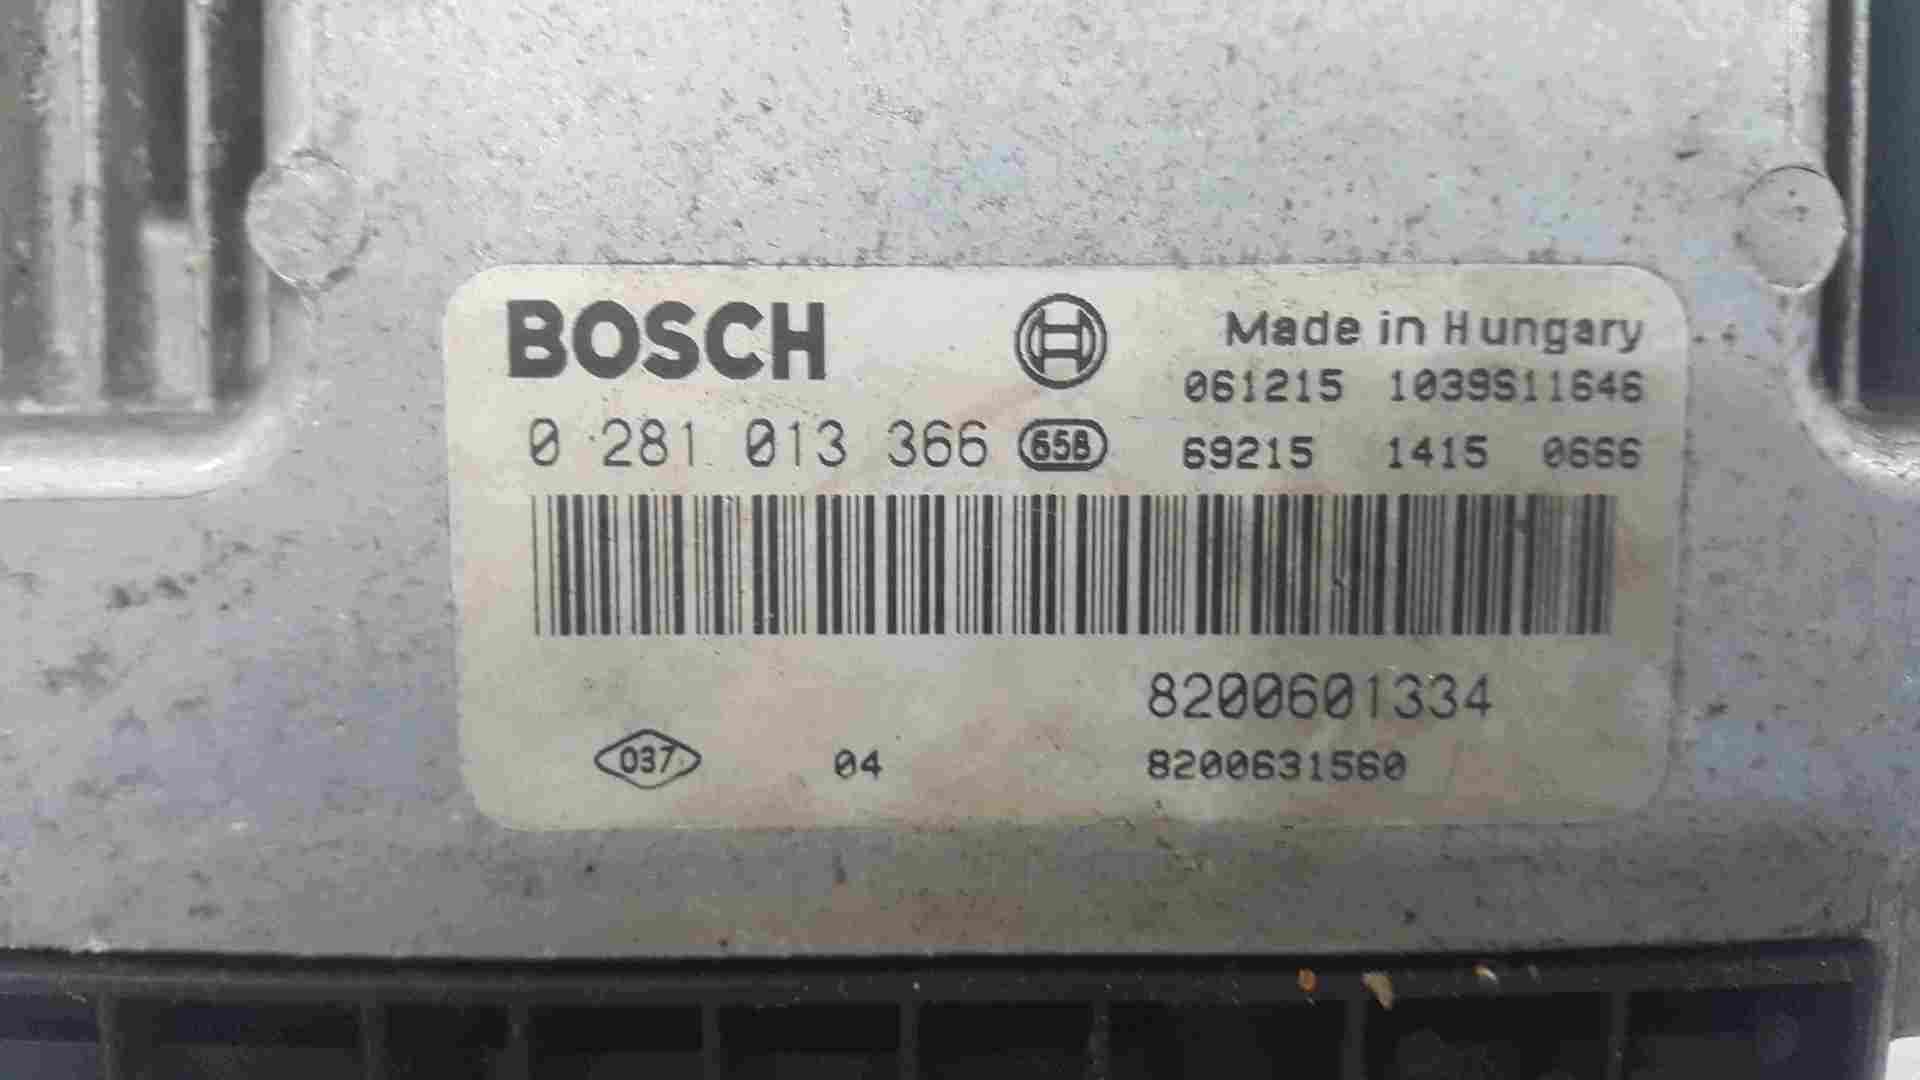 BOSCH
Made in Hungary
061215 1039S11646
0 281 013 366 65B 69215 1415 0666
8200601334
037 04 8200631560